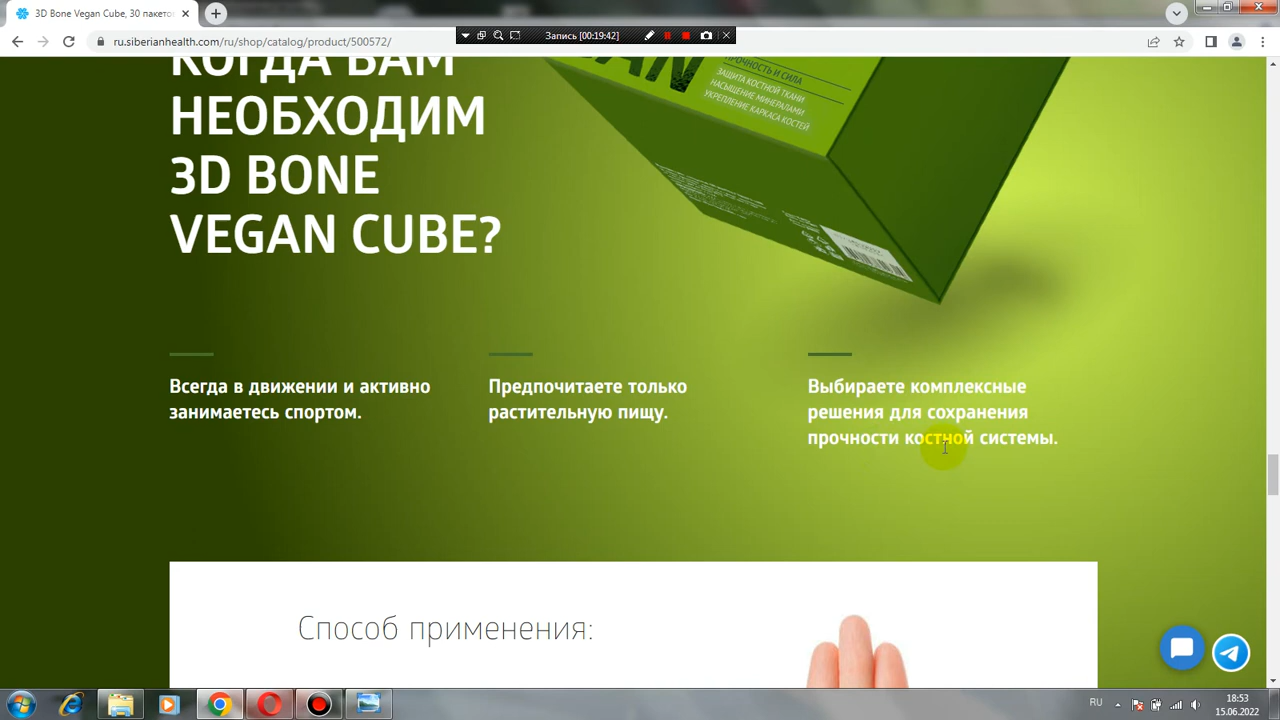 3D Bone Vegan Cube, 30 пакетов
Запись [00:19:42]
ru.siberianhealth.com/ru/shop/catalog/product/500572/
КОГДА ВАМ
НЕОБХОДИМ
3D BONE
VEGAN CUBE?
ПРОЧНОСТЬ И СИЛА
ЗАЩИТА КОСТНОЙ ТКАНИ
НАСЫЩЕНИЕ МИНЕРАЛАМИ
УКРЕПЛЕНИЕ КАРКАСА КОСТЕЙ
Всегда в движении и активно
занимаетесь спортом.
Предпочитаете только
растительную пищу.
Выбираете комплексные
решения для сохранения
прочности костной системы.
Способ применения:
RU
18:53
15.06.2022